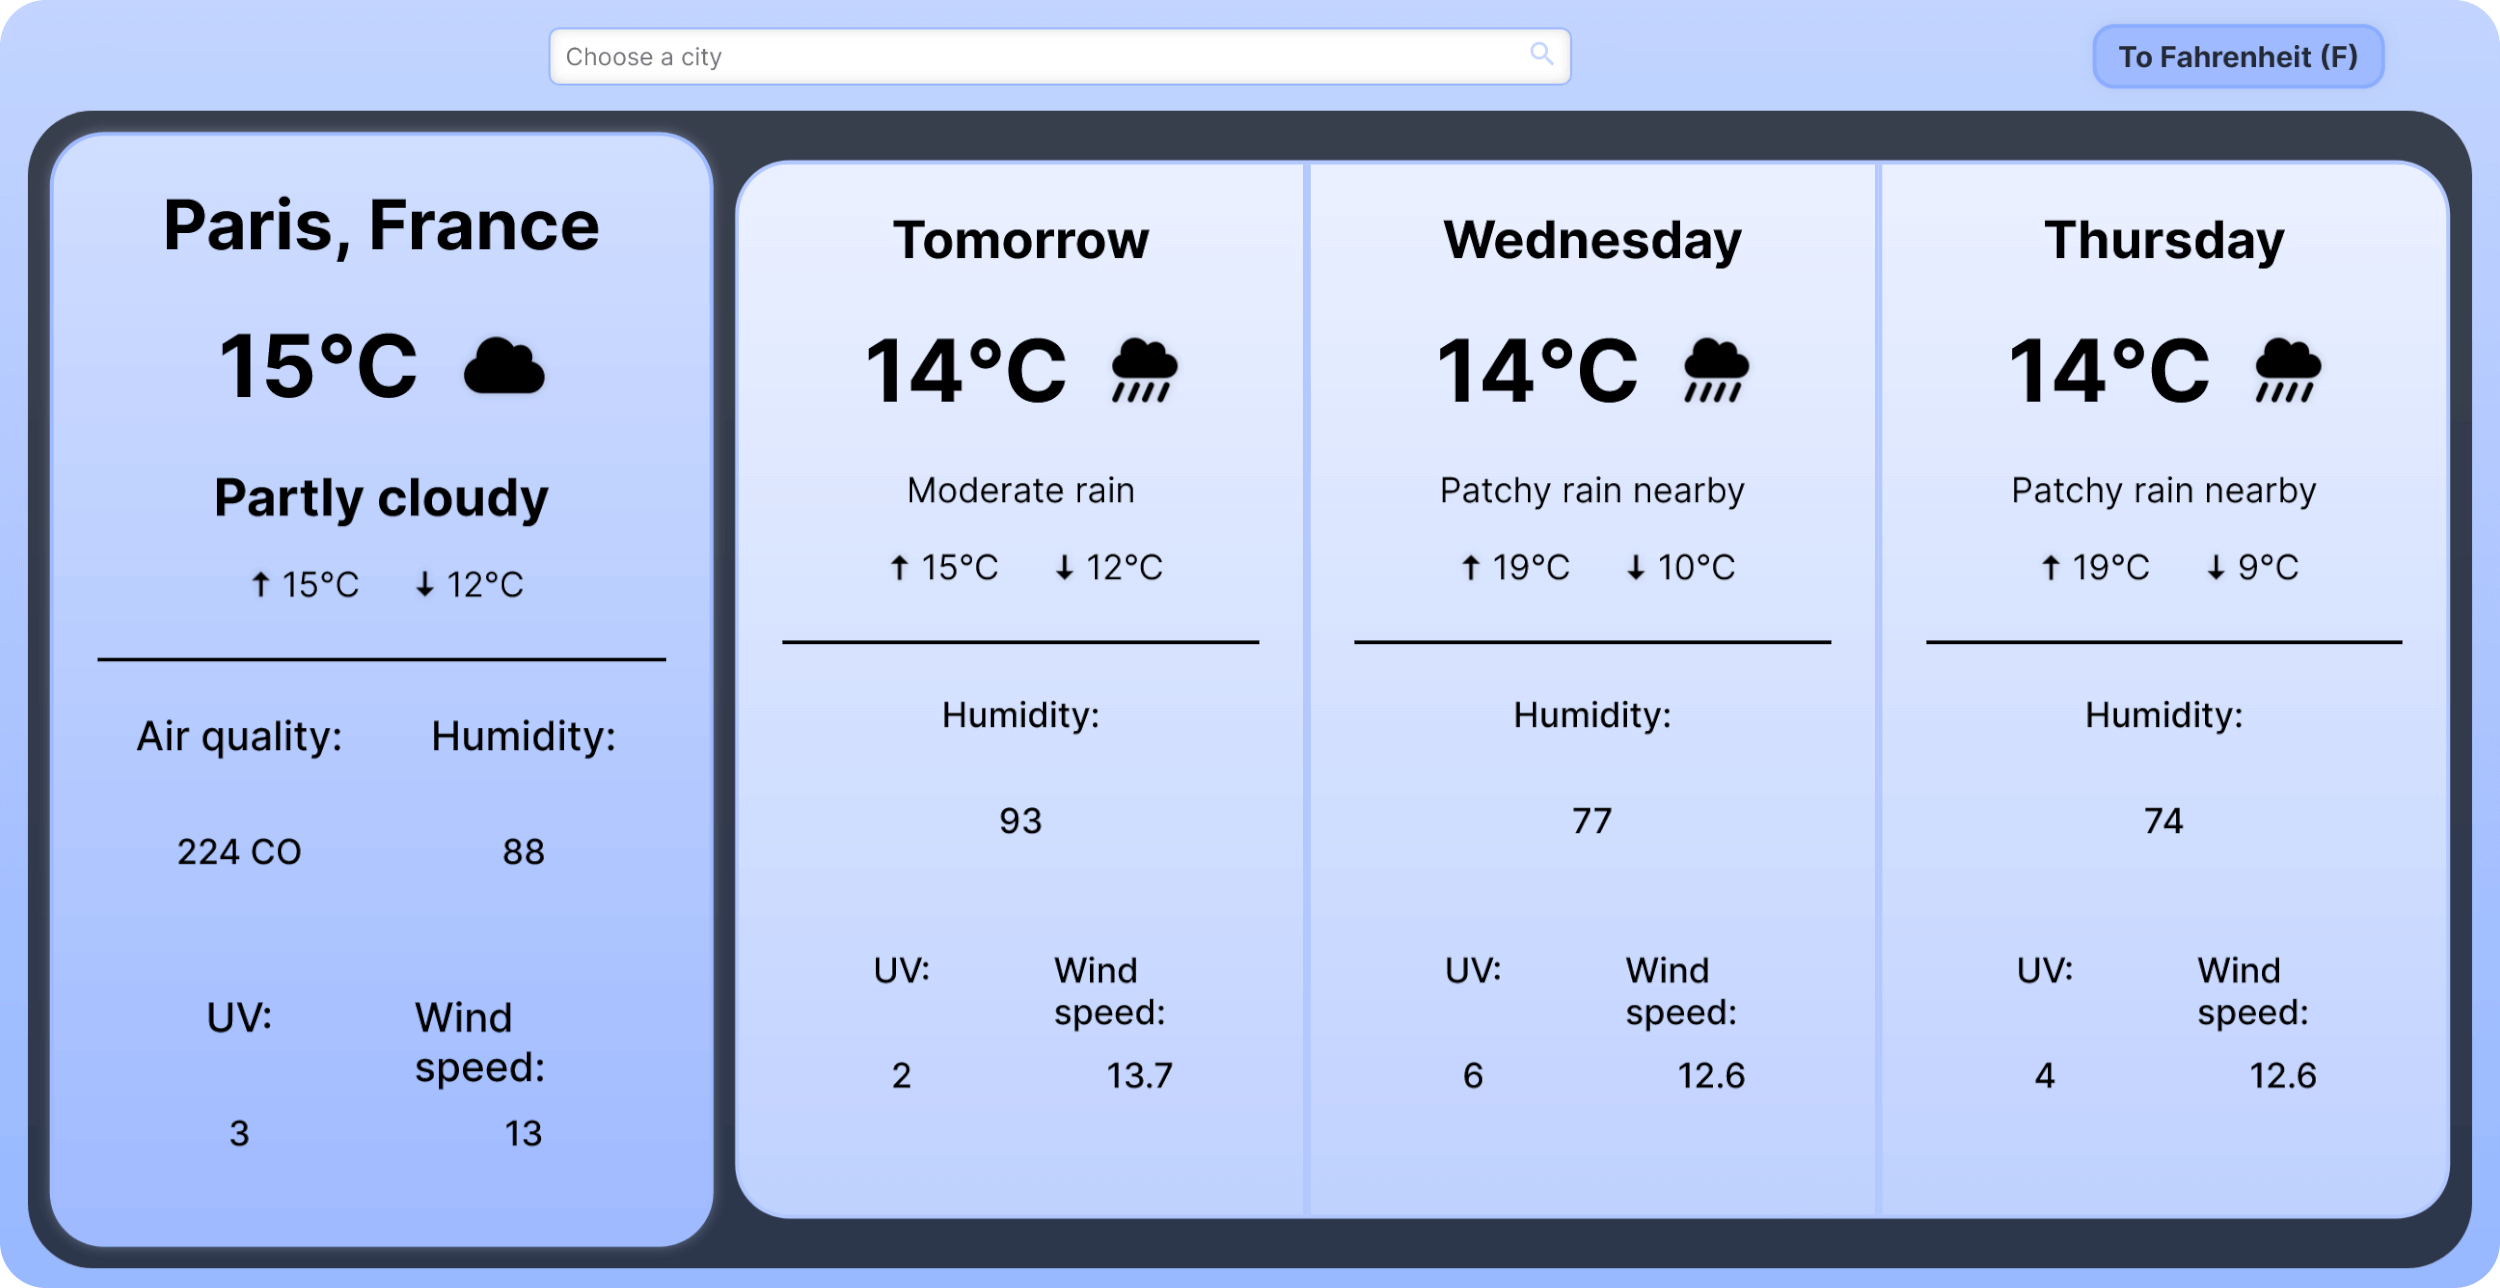 Choose a city
To Fahrenheit (F)
Paris, France
15°C
Partly cloudy
↑ 15°C ↓ 12°C
Air quality: Humidity:
224 CO 88
UV: Wind
speed:
3 13
Tomorrow
14°C
Moderate rain
↑ 15°C ↓ 12°C
Humidity:
93
UV: Wind
speed:
2 13.7
Wednesday
14°C
Patchy rain nearby
↑ 19°C ↓ 10°C
Humidity:
77
UV: Wind
speed:
6 12.6
Thursday
14°C
Patchy rain nearby
↑ 19°C ↓ 9°C
Humidity:
74
UV: Wind
speed:
4 12.6